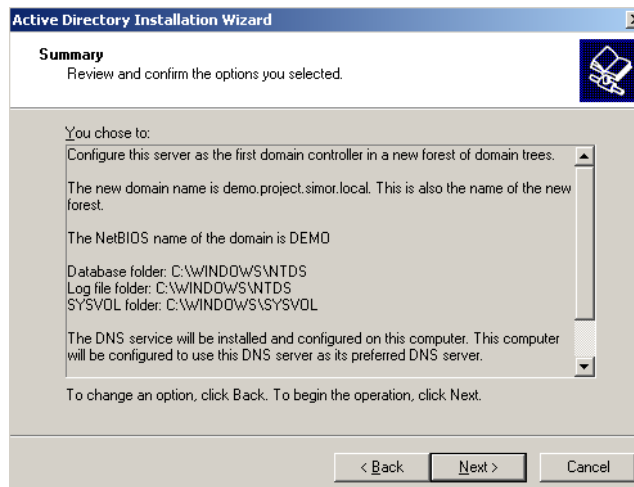 Active Directory Installation Wizard
Summary
Review and confirm the options you selected.
You chose to:
Configure this server as the first domain controller in a new forest of domain trees.
The new domain name is demo.project.simor.local. This is also the name of the new
forest.
The NetBIOS name of the domain is DEMO
Database folder: C:\WINDOWS\NTDS
Log file folder: C:\WINDOWS\NTDS
SYSVOL folder: C:\WINDOWS\SYSVOL
The DNS service will be installed and configured on this computer. This computer
will be configured to use this DNS server as its preferred DNS server.
To change an option, click Back. To begin the operation, click Next.
< Back
Next >
Cancel